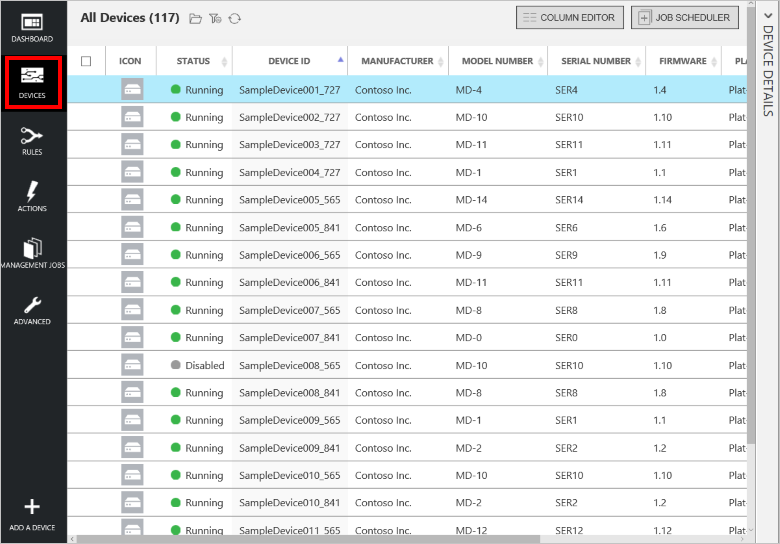 All Devices (117)
COLUMN EDITOR
JOB SCHEDULER
DASHBOARD
DEVICES
RULES
ACTIONS
MANAGEMENT JOBS
ADVANCED
ADD A DEVICE
ICON STATUS DEVICE ID MANUFACTURER MODEL NUMBER SERIAL NUMBER FIRMWARE PLA
Running SampleDevice001_727 Contoso Inc. MD-4 SER4 1.4 Plat
Running SampleDevice002_727 Contoso Inc. MD-10 SER10 1.10 Plat
Running SampleDevice003_727 Contoso Inc. MD-11 SER11 1.11 Plat
Running SampleDevice004_727 Contoso Inc. MD-1 SER1 1.1 Plat
Running SampleDevice005_565 Contoso Inc. MD-14 SER14 1.14 Plat
Running SampleDevice005_841 Contoso Inc. MD-6 SER6 1.6 Plat
Running SampleDevice006_565 Contoso Inc. MD-9 SER9 1.9 Plat
Running SampleDevice006_841 Contoso Inc. MD-11 SER11 1.11 Plat
Running SampleDevice007_565 Contoso Inc. MD-8 SER8 1.8 Plat
Running SampleDevice007_841 Contoso Inc. MD-0 SER0 1.0 Plat
Disabled SampleDevice008_565 Contoso Inc. MD-10 SER10 1.10 Plat
Running SampleDevice008_841 Contoso Inc. MD-8 SER8 1.8 Plat
Running SampleDevice009_565 Contoso Inc. MD-1 SER1 1.1 Plat
Running SampleDevice009_841 Contoso Inc. MD-2 SER2 1.2 Plat
Running SampleDevice010_565 Contoso Inc. MD-10 SER10 1.10 Plat
Running SampleDevice010_841 Contoso Inc. MD-2 SER2 1.2 Plat
Running SampleDevice011_565 Contoso Inc. MD-12 SER12 1.12 Plat
DEVICE DETAILS